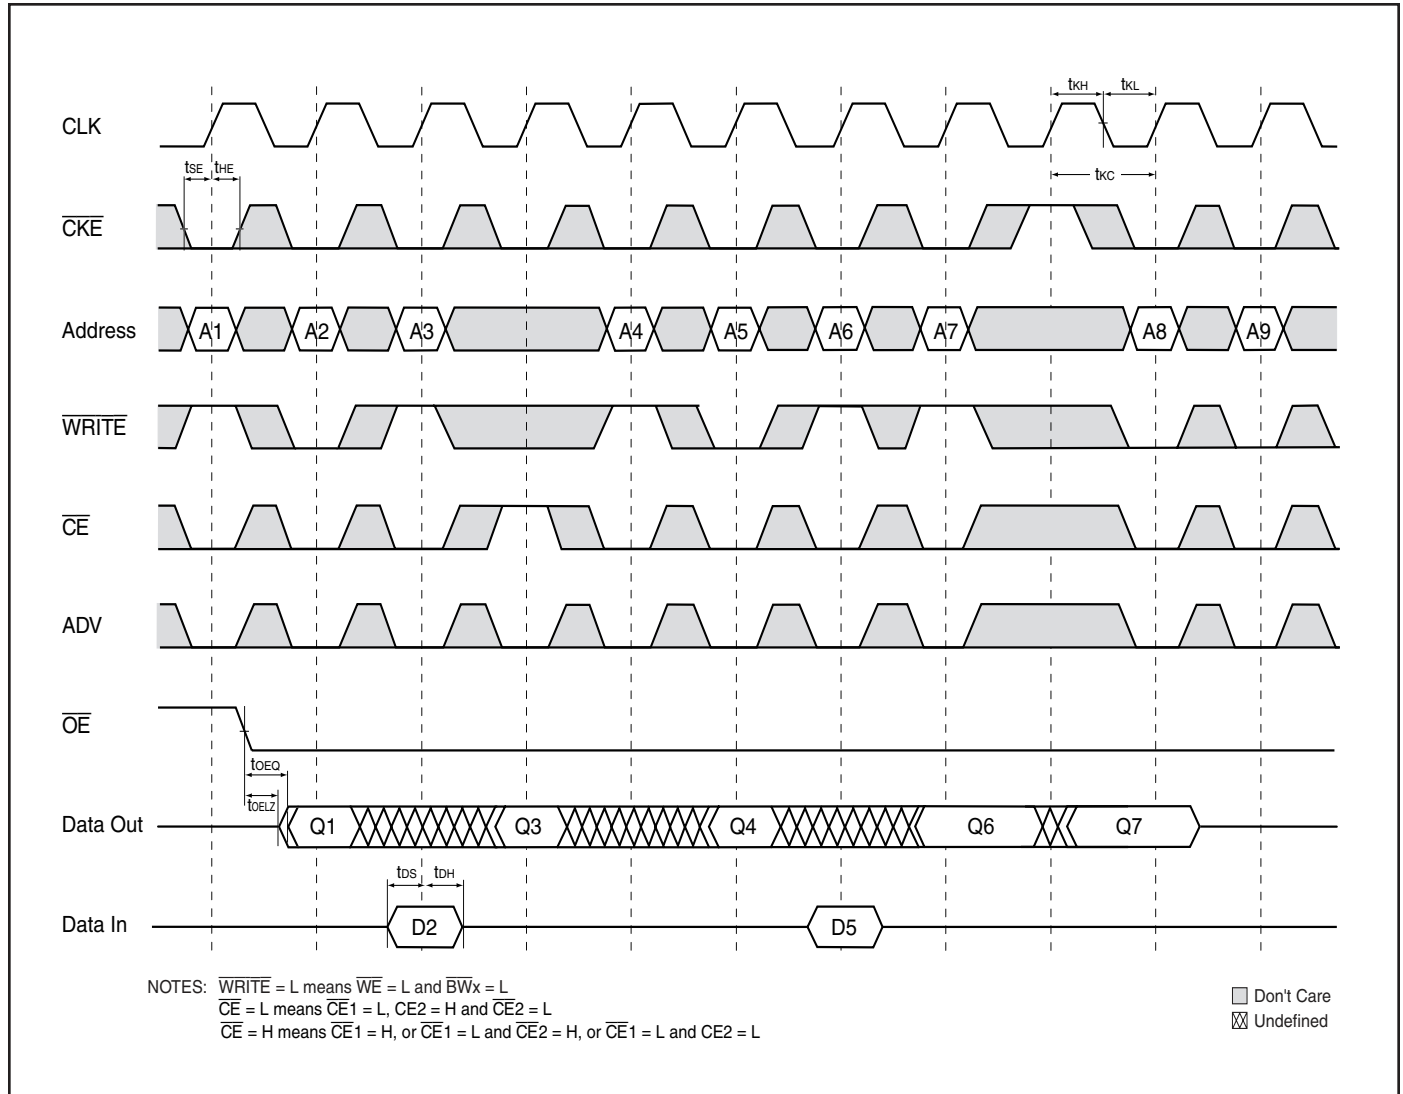 tKH tKL
CLK
tSE tHE
tKC
CKE
Address A1 A2 A3 A4 A5 A6 A7 A8 A9
WRITE
CE
ADV
OE
tOEQ
tOELZ
Data Out Q1 Q3 Q4 Q6 Q7
tDS tDH
Data In D2 D5
NOTES: WRITE = L means WE = L and BWx = L
CE = L means CE1 = L, CE2 = H and CE2 = L
CE = H means CE1 = H, or CE1 = L and CE2 = H, or CE1 = L and CE2 = L
Don't Care
Undefined